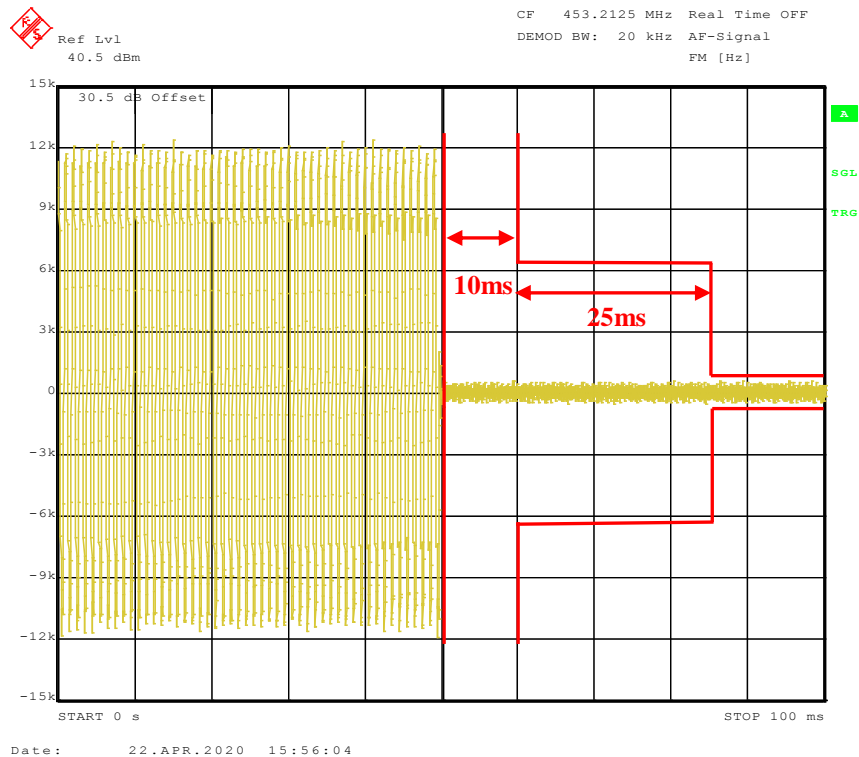 CF 453.2125 MHz Real Time OFF
Ref Lvl DEMOD BW: 20 kHz AF-Signal
40.5 dBm FM [Hz]
15k
30.5 dB Offset
A
12k
SGL
9k
TRG
6k
10ms
25ms
3k
0
-3k
-6k
-9k
-12k
-15k
START 0 s STOP 100 ms
Date: 22.APR.2020 15:56:04